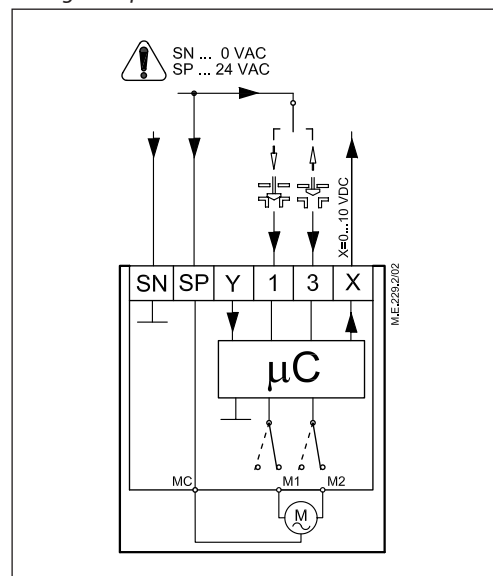 SN ... 0 VAC
SP ... 24 VAC
X=0...10 VDC
SN SP Y 1 3 X
M.E.229.2/02
µC
MC M1 M2
M